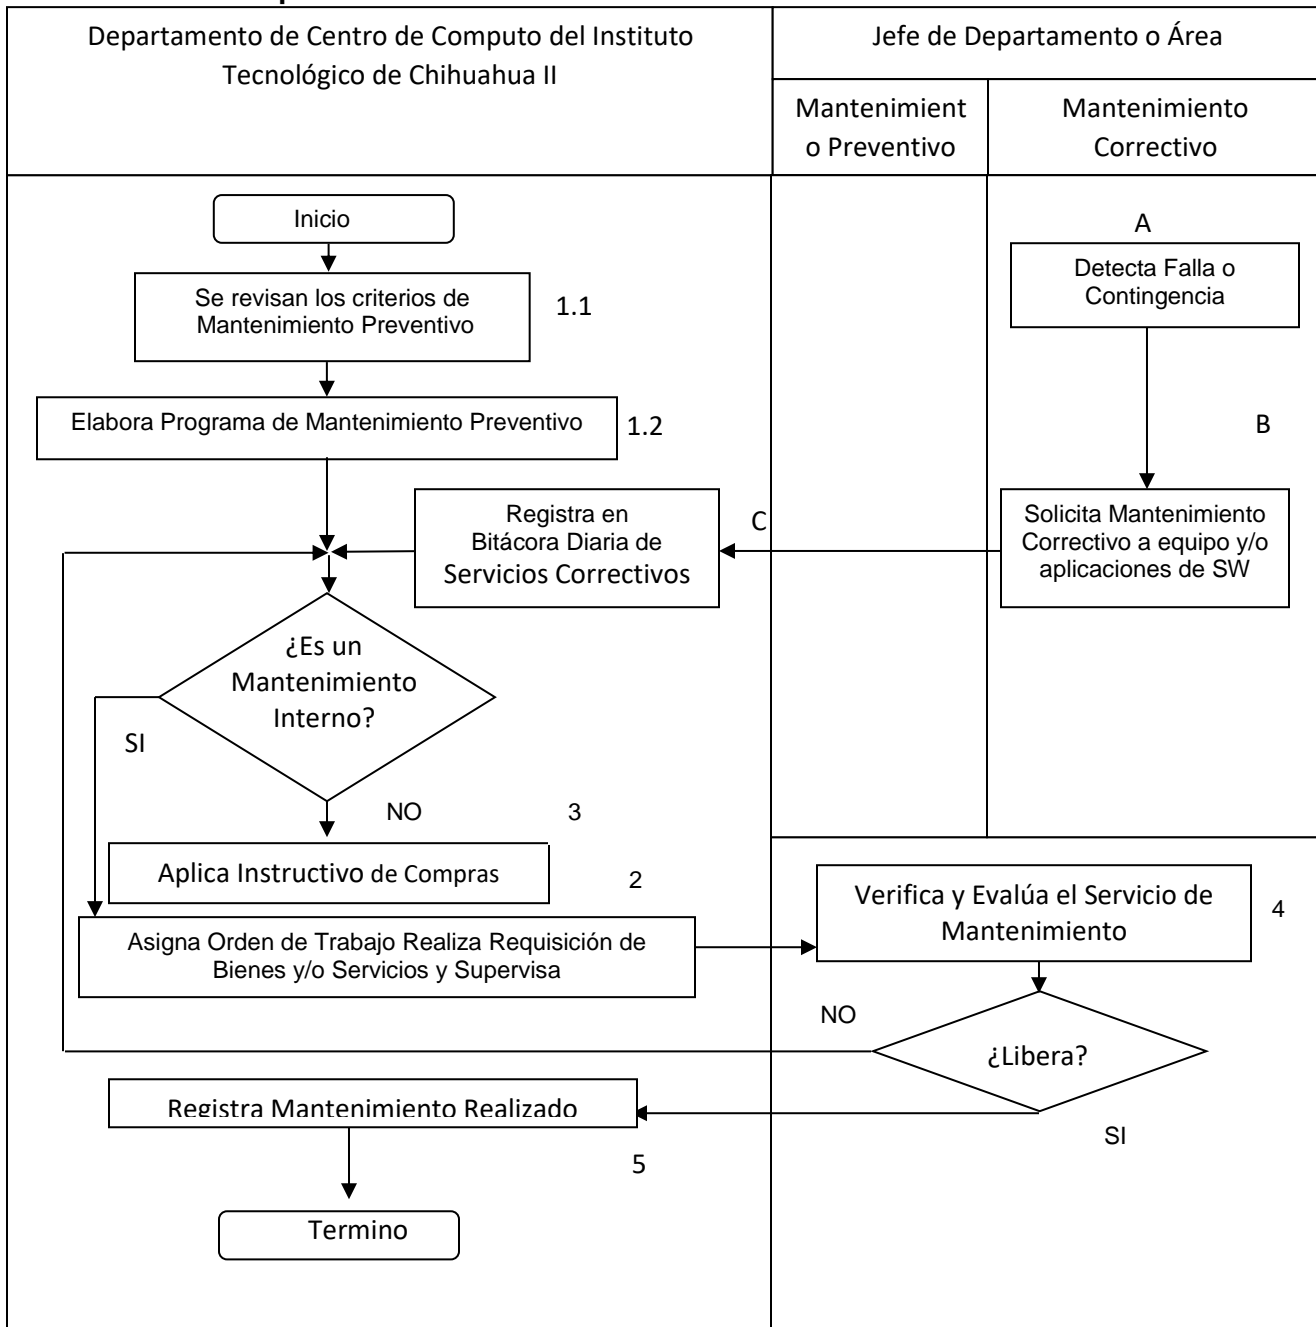 Departamento de Centro de Computo del Instituto
Tecnológico de Chihuahua II
Jefe de Departamento o Área
Mantenimient
o Preventivo
Mantenimiento
Correctivo
Inicio
Se revisan los criterios de
Mantenimiento Preventivo
1.1
Elabora Programa de Mantenimiento Preventivo
1.2
A
Detecta Falla o
Contingencia
B
Solicita Mantenimiento
Correctivo a equipo y/o
aplicaciones de SW
C
Registra en
Bitácora Diaria de
Servicios Correctivos
¿Es un
Mantenimiento
Interno?
SI
NO
3
Aplica Instructivo de Compras
2
Asigna Orden de Trabajo Realiza Requisición de
Bienes y/o Servicios y Supervisa
Verifica y Evalúa el Servicio de
Mantenimiento
4
NO
¿Libera?
SI
Registra Mantenimiento Realizado
5
Termino